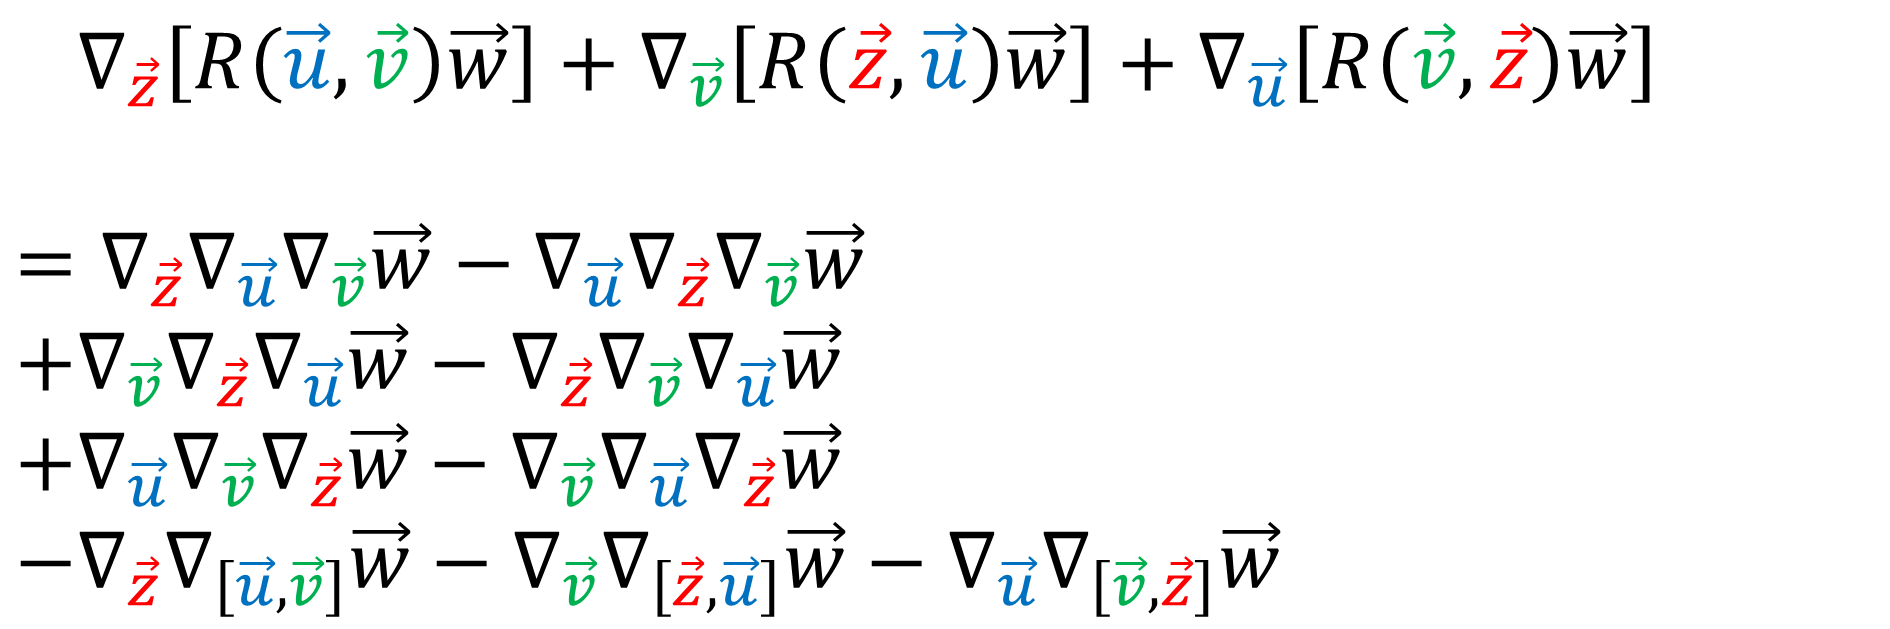 ∇_z⃗[R(u⃗, v⃗)w⃗] + ∇_v⃗[R(z⃗, u⃗)w⃗] + ∇_u⃗[R(v⃗, z⃗)w⃗]
= ∇_z⃗∇_u⃗∇_v⃗w⃗ − ∇_u⃗∇_z⃗∇_v⃗w⃗
+∇_v⃗∇_z⃗∇_u⃗w⃗ − ∇_z⃗∇_v⃗∇_u⃗w⃗
+∇_u⃗∇_v⃗∇_z⃗w⃗ − ∇_v⃗∇_u⃗∇_z⃗w⃗
−∇_z⃗∇_[u⃗,v⃗]w⃗ − ∇_v⃗∇_[z⃗,u⃗]w⃗ − ∇_u⃗∇_[v⃗,z⃗]w⃗